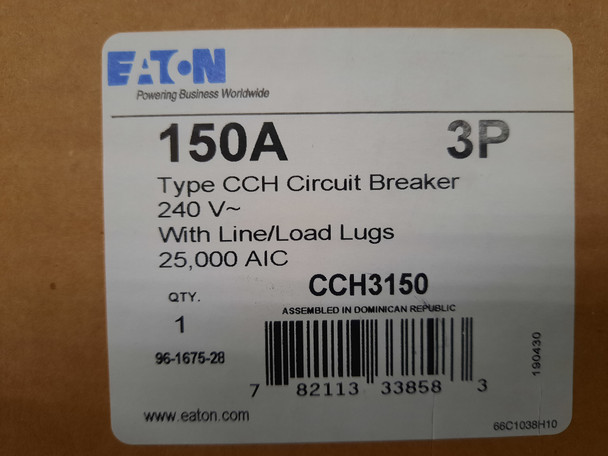 EATON
Powering Business Worldwide
150A 3P
Type CCH Circuit Breaker
240 V~
With Line/Load Lugs
25,000 AIC
CCH3150
QTY.
ASSEMBLED IN DOMINICAN REPUBLIC
1
96-1675-28
7 82113 33858 3
190430
www.eaton.com
66C1038H10